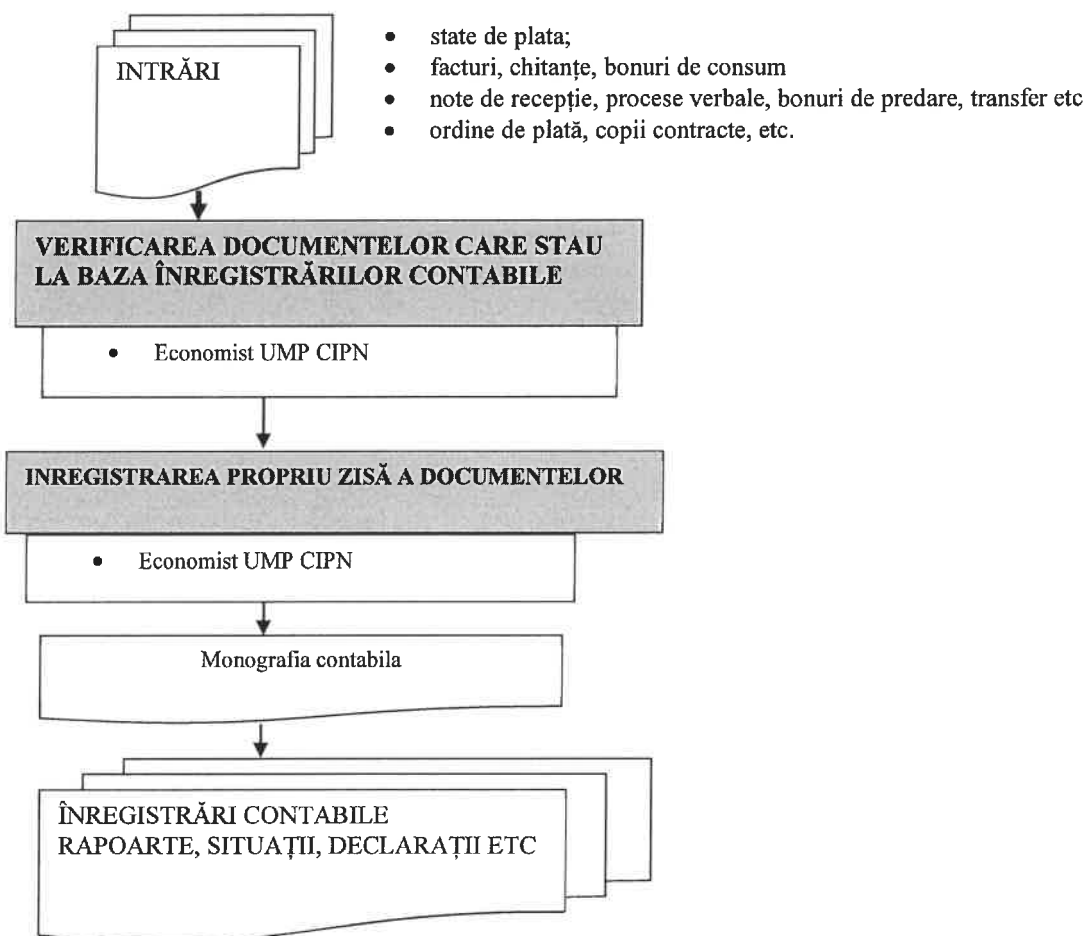 INTRĂRI
• state de plata;
• facturi, chitanțe, bonuri de consum
• note de recepție, procese verbale, bonuri de predare, transfer etc
• ordine de plată, copii contracte, etc.
VERIFICAREA DOCUMENTELOR CARE STAU
LA BAZA ÎNREGISTRĂRILOR CONTABILE
• Economist UMP CIPN
INREGISTRAREA PROPRIU ZISĂ A DOCUMENTELOR
• Economist UMP CIPN
Monografia contabila
ÎNREGISTRĂRI CONTABILE
RAPOARTE, SITUAȚII, DECLARAȚII ETC